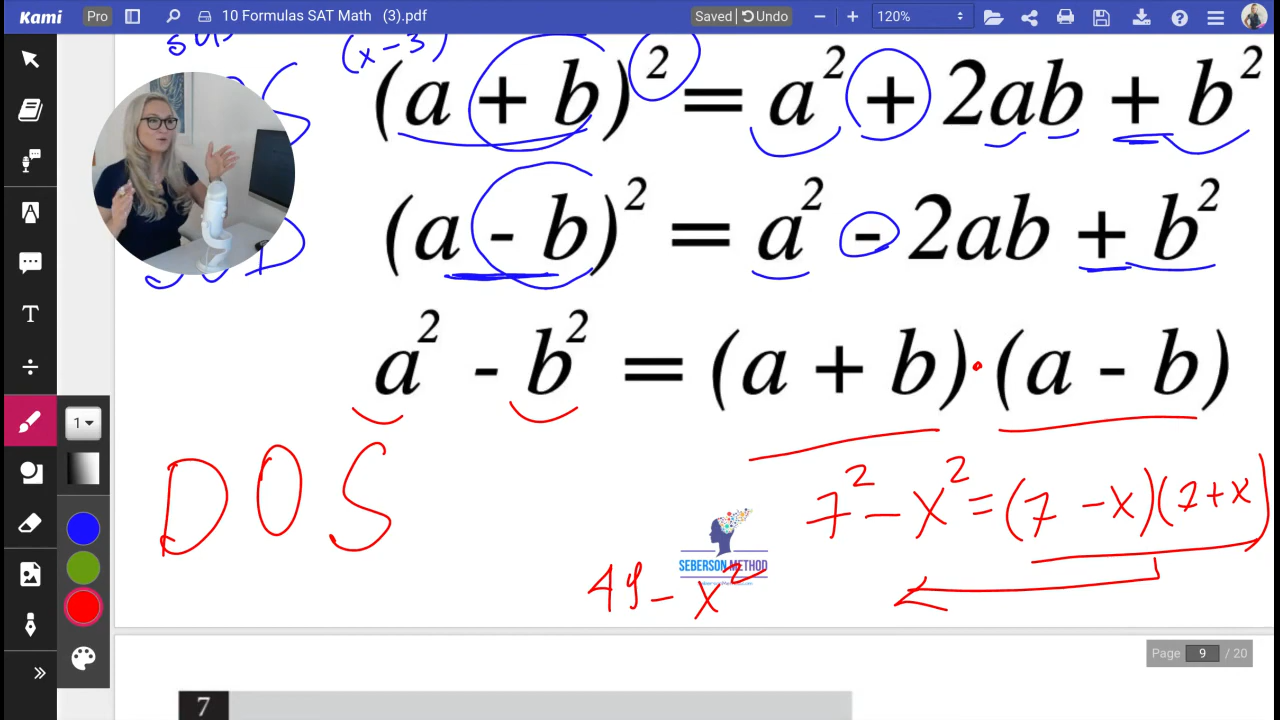 Kami Pro 10 Formulas SAT Math (3).pdf Saved Undo 120%
(x-3)
(a + b)² = a² + 2ab + b²
(a - b)² = a² - 2ab + b²
a² - b² = (a + b)·(a - b)
DOS
7² - x² = (7 - x)(7 + x)
SEBERSON METHOD
49 - x²
Page 9 / 20
7
1